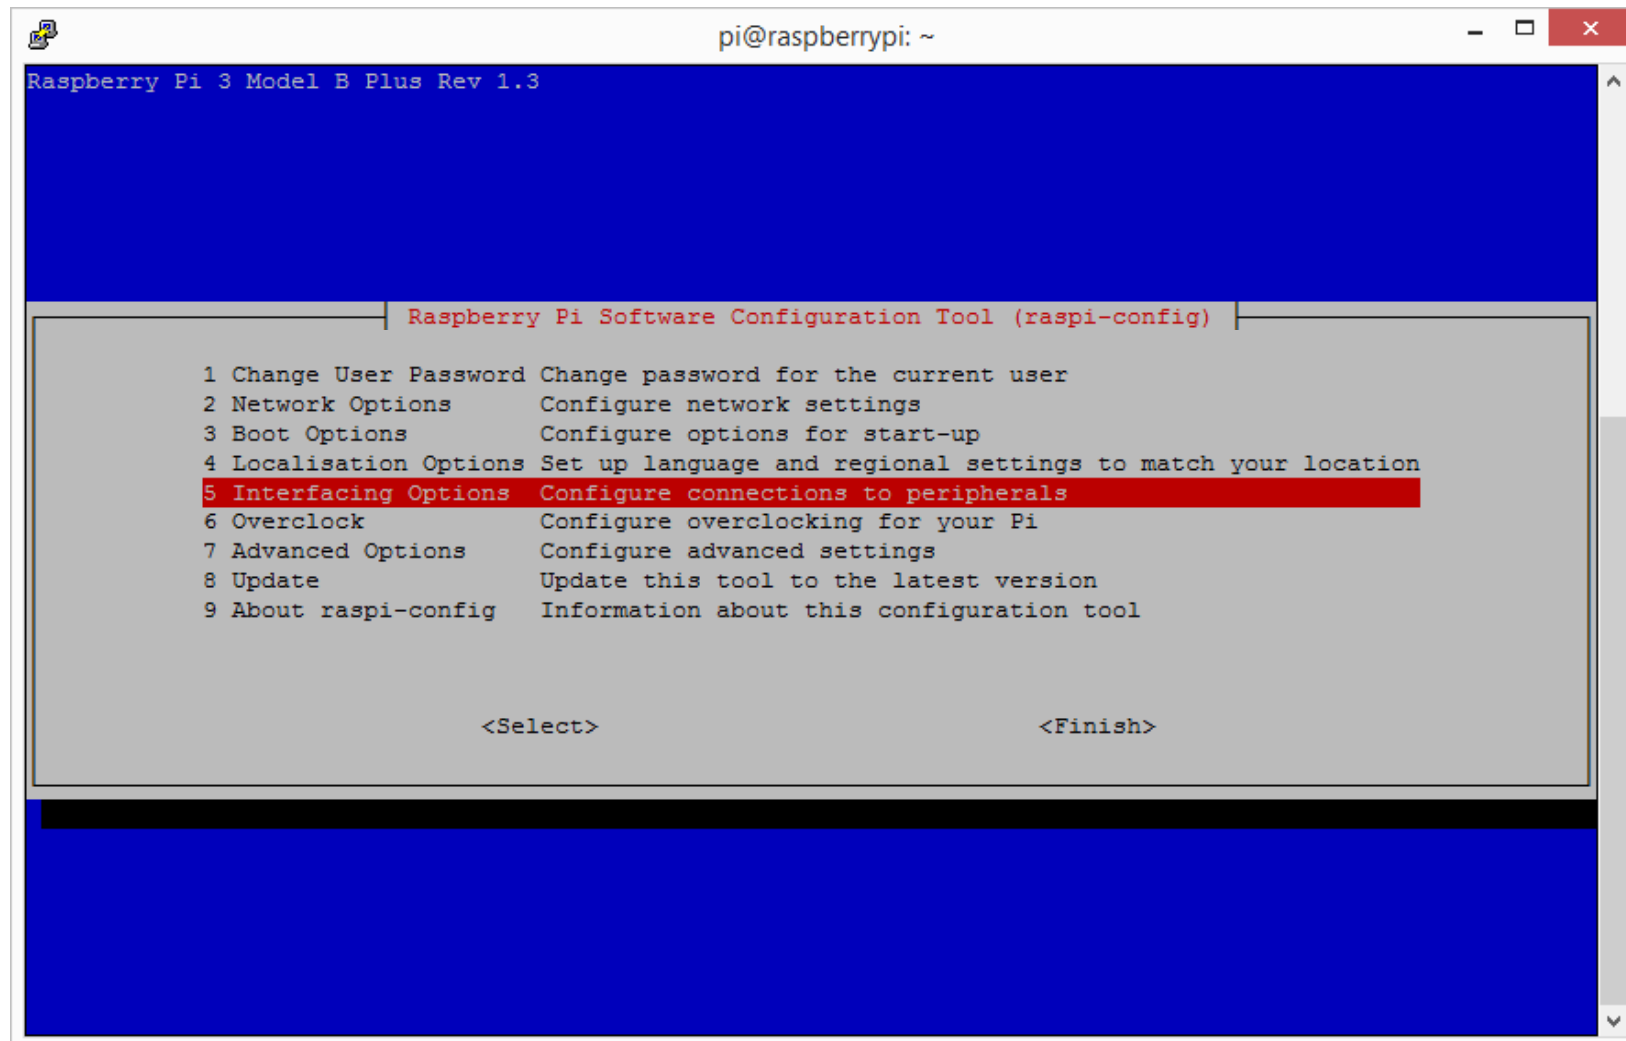 pi@raspberrypi: ~
Raspberry Pi 3 Model B Plus Rev 1.3
Raspberry Pi Software Configuration Tool (raspi-config)
1 Change User Password Change password for the current user
2 Network Options Configure network settings
3 Boot Options Configure options for start-up
4 Localisation Options Set up language and regional settings to match your location
5 Interfacing Options Configure connections to peripherals
6 Overclock Configure overclocking for your Pi
7 Advanced Options Configure advanced settings
8 Update Update this tool to the latest version
9 About raspi-config Information about this configuration tool
<Select> <Finish>